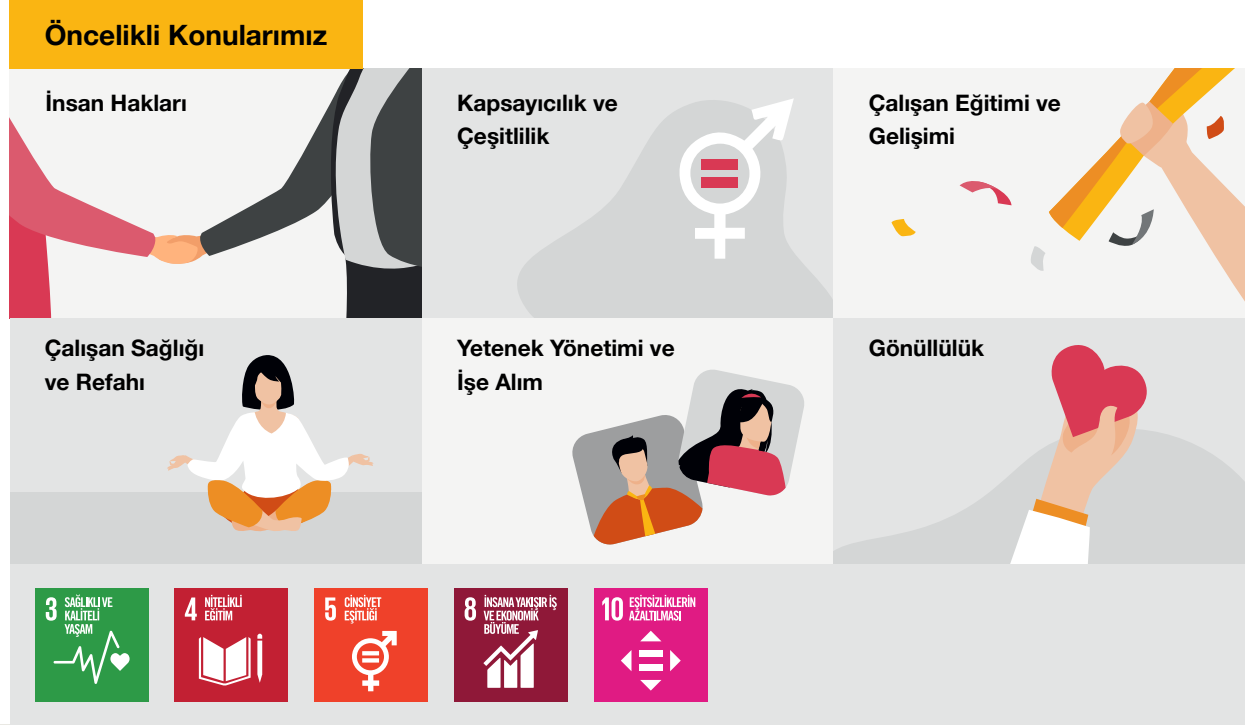 Öncelikli Konularımız
İnsan Hakları
Kapsayıcılık ve
Çeşitlilik
Çalışan Eğitimi ve
Gelişimi
Çalışan Sağlığı
ve Refahı
Yetenek Yönetimi ve
İşe Alım
Gönüllülük
3 SAĞLIKLI VE
KALİTELİ
YAŞAM
4 NİTELİKLİ
EĞİTİM
5 CİNSİYET
EŞİTLİĞİ
8 İNSANA YAKIŞIR İŞ
VE EKONOMİK
BÜYÜME
10 EŞİTSİZLİKLERİN
AZALTILMASI